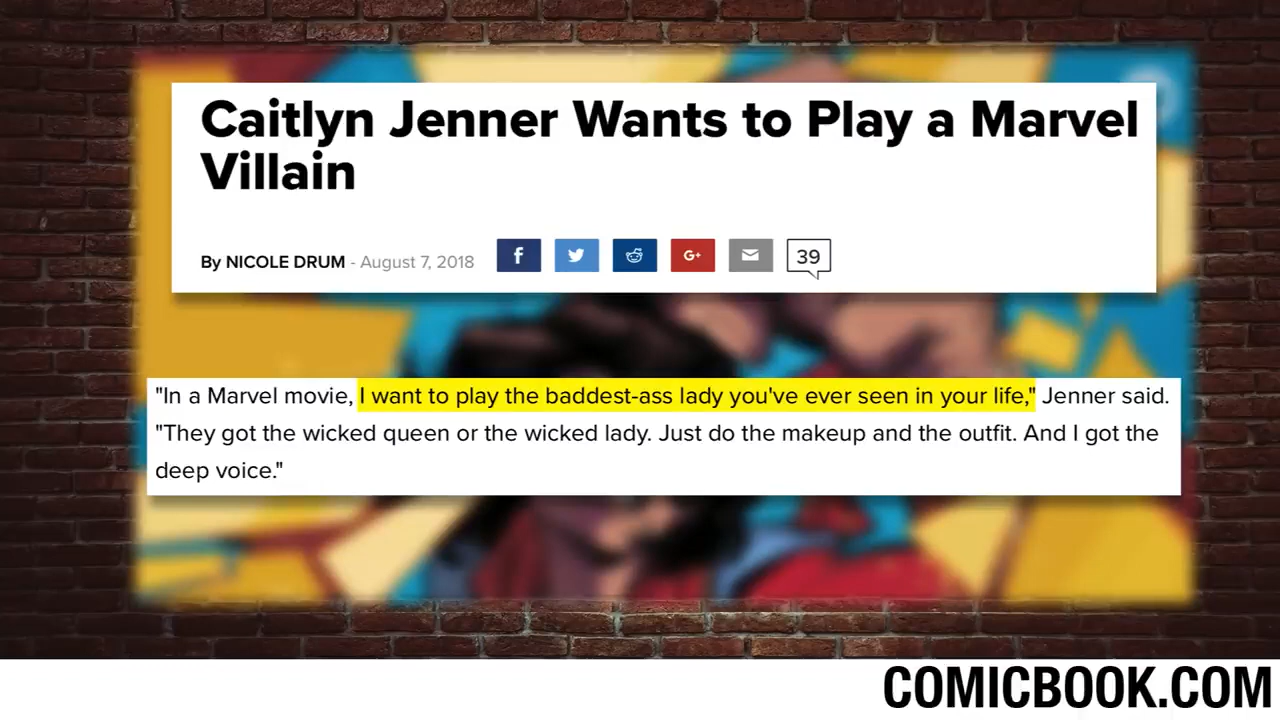 Caitlyn Jenner Wants to Play a Marvel
Villain
By NICOLE DRUM - August 7, 2018 f G+ 39
"In a Marvel movie, I want to play the baddest-ass lady you've ever seen in your life," Jenner said.
"They got the wicked queen or the wicked lady. Just do the makeup and the outfit. And I got the
deep voice."
COMICBOOK.COM